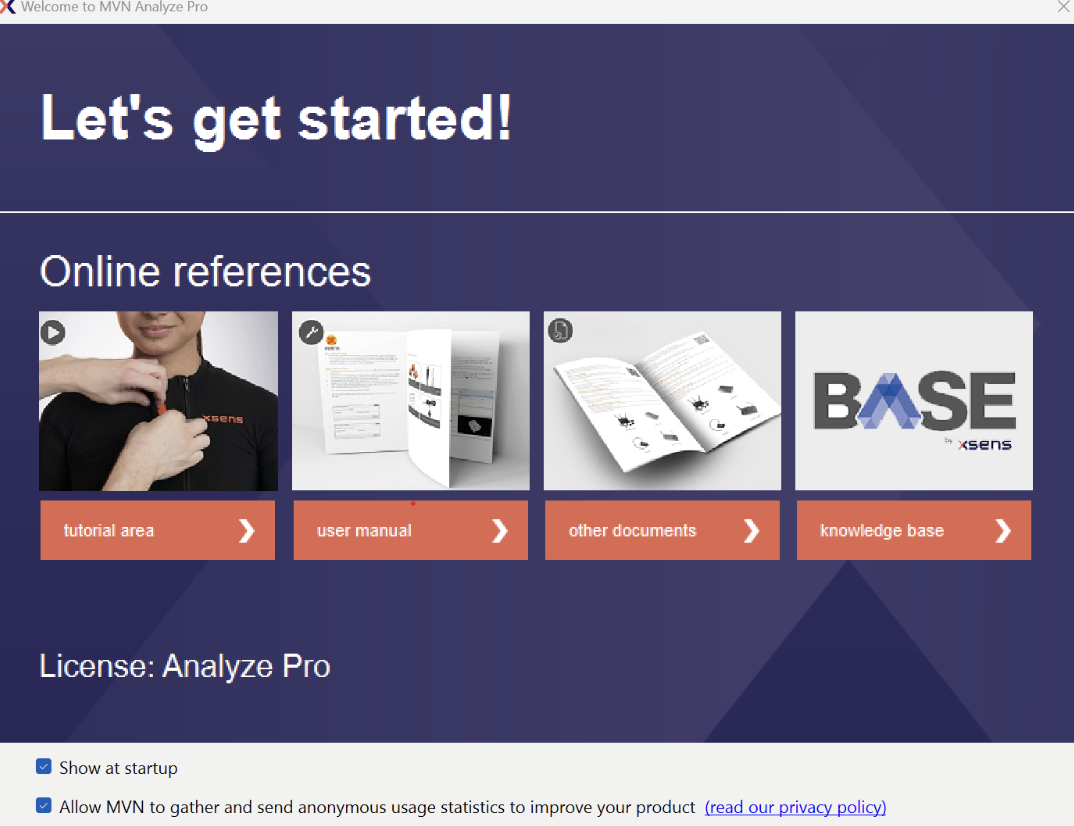 Welcome to MVN Analyze Pro
Let's get started!
Online references
xsens
BASE
by xsens
tutorial area
user manual
other documents
knowledge base
License: Analyze Pro
Show at startup
Allow MVN to gather and send anonymous usage statistics to improve your product (read our privacy policy)